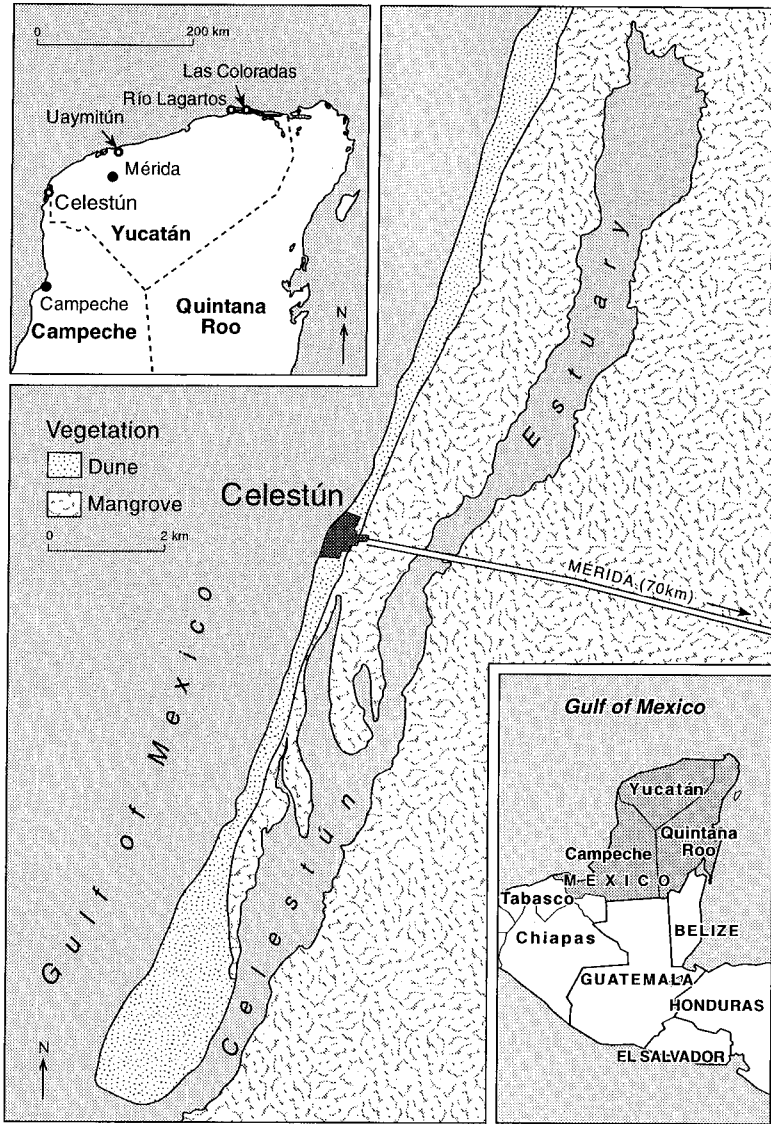 0 200 km
Las Coloradas
Río Lagartos
Uaymitún
Mérida
Celestún
Yucatán
Campeche
Campeche
Quintana
Roo
N
Vegetation
Dune
Mangrove
0 2 km
Celestún
MÉRIDA (70km)
Gulf of Mexico
Celestún Estuary
N
Gulf of Mexico
Yucatán
Quintana
Roo
Campeche
MEXICO
Tabasco
Chiapas
BELIZE
GUATEMALA
HONDURAS
EL SALVADOR